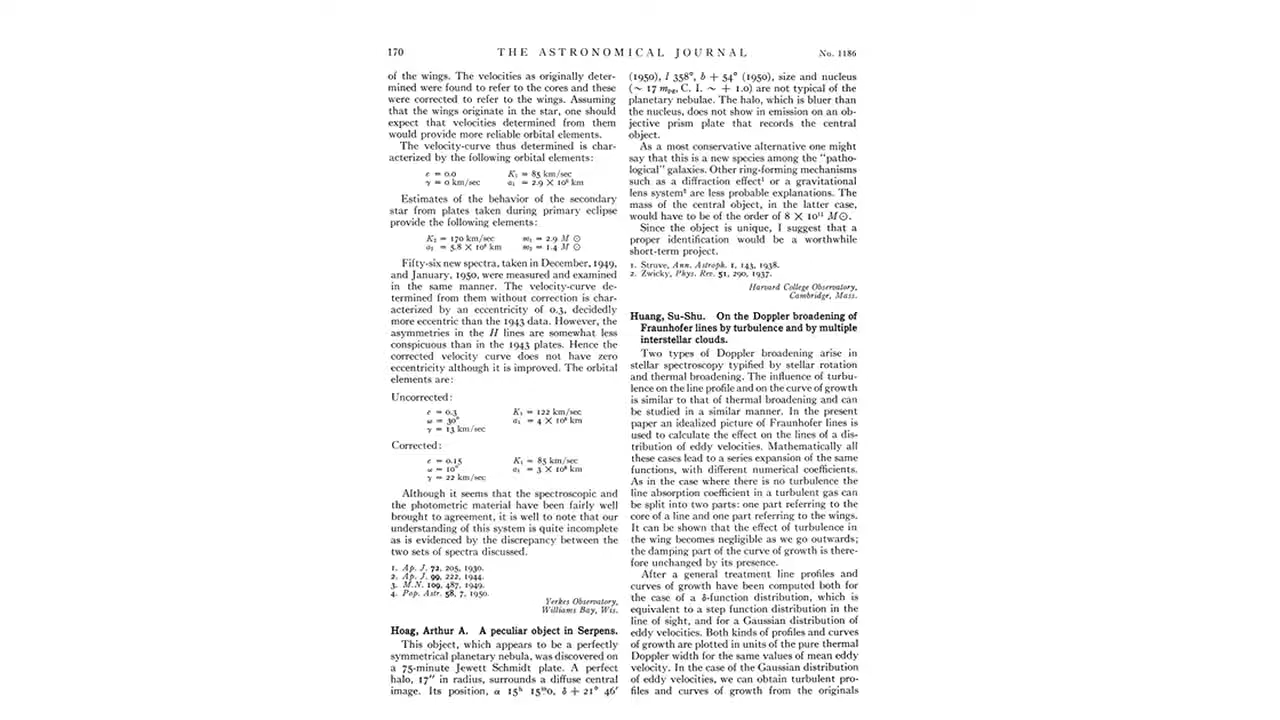 170
THE ASTRONOMICAL JOURNAL
No. 1186
of the wings. The velocities as originally deter-
mined were found to refer to the cores and these
were corrected to refer to the wings. Assuming
that the wings originate in the star, one should
expect that velocities determined from them
would provide more reliable orbital elements.
The velocity-curve thus determined is char-
acterized by the following orbital elements:
e = 0.0 K₁ = 85 km/sec
γ = 0 km/sec a₁ = 2.9 × 10⁶ km
Estimates of the behavior of the secondary
star from plates taken during primary eclipse
provide the following elements:
K₂ = 170 km/sec m₁ = 2.9 M ☉
a₂ = 5.8 × 10⁶ km m₂ = 1.4 M ☉
Fifty-six new spectra, taken in December, 1949,
and January, 1950, were measured and examined
in the same manner. The velocity-curve de-
termined from them without correction is char-
acterized by an eccentricity of 0.3, decidedly
more eccentric than the 1943 data. However, the
asymmetries in the H lines are somewhat less
conspicuous than in the 1943 plates. Hence the
corrected velocity curve does not have zero
eccentricity although it is improved. The orbital
elements are:
Uncorrected:
e = 0.3 K₁ = 122 km/sec
ω = 30° a₁ = 4 × 10⁶ km
γ = 13 km/sec
Corrected:
e = 0.15 K₁ = 85 km/sec
ω = 10° a₁ = 3 × 10⁶ km
γ = 22 km/sec
Although it seems that the spectroscopic and
the photometric material have been fairly well
brought to agreement, it is well to note that our
understanding of this system is quite incomplete
as is evidenced by the discrepancy between the
two sets of spectra discussed.
1. Ap. J. 72, 205, 1930.
2. Ap. J. 99, 222, 1944.
3. M.N. 109, 487, 1949.
4. Pop. Astr. 58, 7, 1950.
Yerkes Observatory,
Williams Bay, Wis.
Hoag, Arthur A. A peculiar object in Serpens.
This object, which appears to be a perfectly
symmetrical planetary nebula, was discovered on
a 75-minute Jewett Schmidt plate. A perfect
halo, 17″ in radius, surrounds a diffuse central
image. Its position, α 15ʰ 15ᵐ0, δ + 21° 46′
(1950), l 358°, b + 54° (1950), size and nucleus
(∼ 17 mpg, C. I. ∼ + 1.0) are not typical of the
planetary nebulae. The halo, which is bluer than
the nucleus, does not show in emission on an ob-
jective prism plate that records the central
object.
As a most conservative alternative one might
say that this is a new species among the "patho-
logical" galaxies. Other ring-forming mechanisms
such as a diffraction effect¹ or a gravitational
lens system² are less probable explanations. The
mass of the central object, in the latter case,
would have to be of the order of 8 × 10¹¹ M☉.
Since the object is unique, I suggest that a
proper identification would be a worthwhile
short-term project.
1. Struve, Ann. Astroph. 1, 143, 1938.
2. Zwicky, Phys. Rev. 51, 290, 1937.
Harvard College Observatory,
Cambridge, Mass.
Huang, Su-Shu. On the Doppler broadening of
Fraunhofer lines by turbulence and by multiple
interstellar clouds.
Two types of Doppler broadening arise in
stellar spectroscopy typified by stellar rotation
and thermal broadening. The influence of turbu-
lence on the line profile and on the curve of growth
is similar to that of thermal broadening and can
be studied in a similar manner. In the present
paper an idealized picture of Fraunhofer lines is
used to calculate the effect on the lines of a dis-
tribution of eddy velocities. Mathematically all
these cases lead to a series expansion of the same
functions, with different numerical coefficients.
As in the case where there is no turbulence the
line absorption coefficient in a turbulent gas can
be split into two parts: one part referring to the
core of a line and one part referring to the wings.
It can be shown that the effect of turbulence in
the wing becomes negligible as we go outwards;
the damping part of the curve of growth is there-
fore unchanged by its presence.
After a general treatment line profiles and
curves of growth have been computed both for
the case of a δ-function distribution, which is
equivalent to a step function distribution in the
line of sight, and for a Gaussian distribution of
eddy velocities. Both kinds of profiles and curves
of growth are plotted in units of the pure thermal
Doppler width for the same values of mean eddy
velocity. In the case of the Gaussian distribution
of eddy velocities, we can obtain turbulent pro-
files and curves of growth from the originals